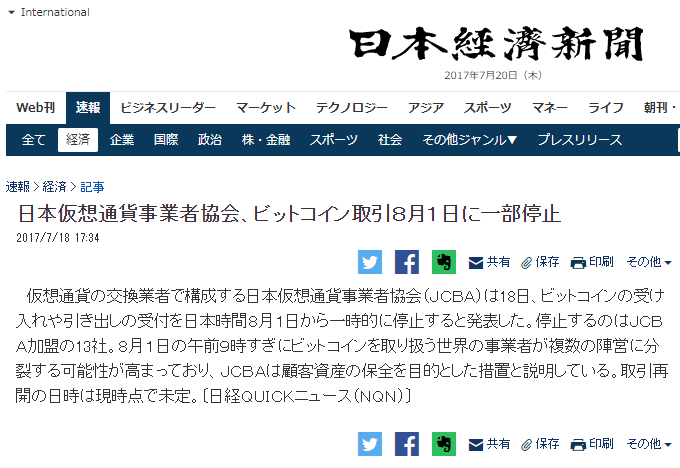 International
日本経済新聞
2017年7月20日（木）
Web刊 速報 ビジネスリーダー マーケット テクノロジー アジア スポーツ マネー ライフ 朝刊・
全て 経済 企業 国際 政治 株・金融 スポーツ 社会 その他ジャンル▼ プレスリリース
速報 > 経済 > 記事
日本仮想通貨事業者協会、ビットコイン取引８月１日に一部停止
2017/7/18 17:34
共有 保存 印刷 その他
仮想通貨の交換業者で構成する日本仮想通貨事業者協会（ＪＣＢＡ）は18日、ビットコインの受け
入れや引き出しの受付を日本時間８月１日から一時的に停止すると発表した。停止するのはＪＣＢ
Ａ加盟の13社。８月１日の午前９時すぎにビットコインを取り扱う世界の事業者が複数の陣営に分
裂する可能性が高まっており、ＪＣＢＡは顧客資産の保全を目的とした措置と説明している。取引再
開の日時は現時点で未定。〔日経ＱＵＩＣＫニュース（ＮＱＮ）〕
共有 保存 印刷 その他